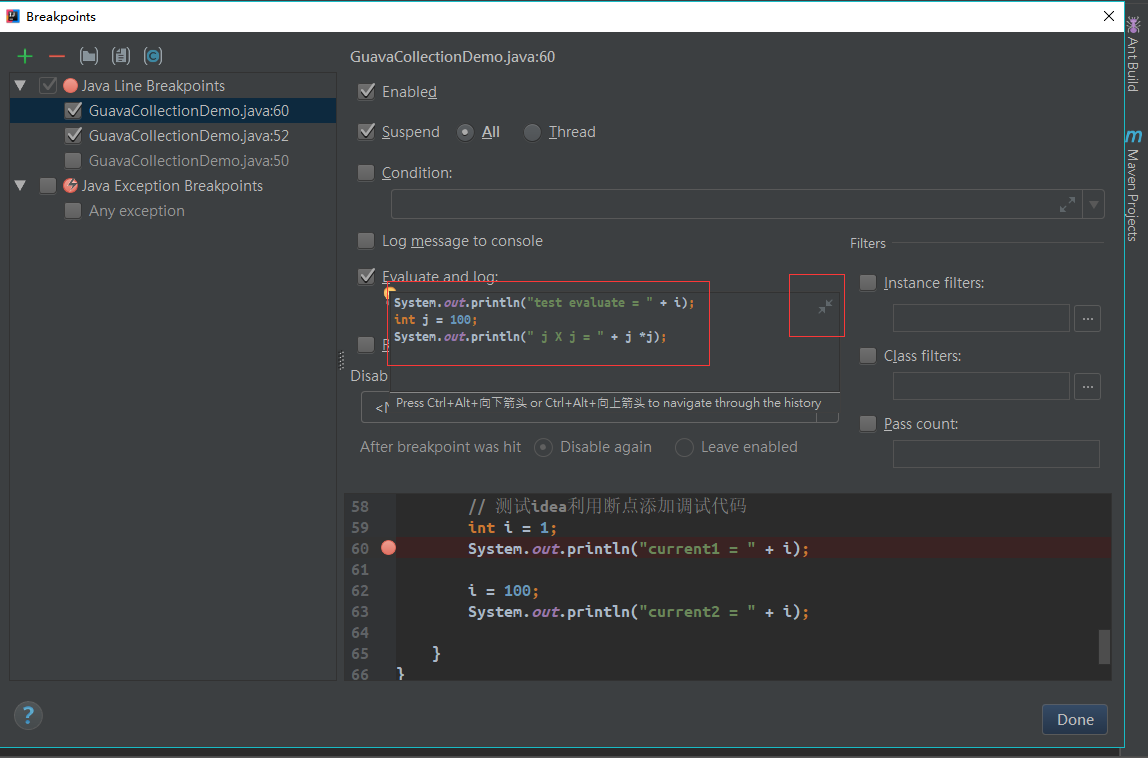 Breakpoints
GuavaCollectionDemo.java:60
Java Line Breakpoints
GuavaCollectionDemo.java:60
GuavaCollectionDemo.java:52
GuavaCollectionDemo.java:50
Java Exception Breakpoints
Any exception
Enabled
Suspend All Thread
Condition:
Log message to console
Evaluate and log:
System.out.println("test evaluate = " + i);
int j = 100;
System.out.println(" j X j = " + j *j);
Disab
<N
Press Ctrl+Alt+向下箭头 or Ctrl+Alt+向上箭头 to navigate through the history
After breakpoint was hit Disable again Leave enabled
Filters
Instance filters:
...
Class filters:
...
Pass count:
58 // 测试idea利用断点添加调试代码
59 int i = 1;
60 System.out.println("current1 = " + i);
61
62 i = 100;
63 System.out.println("current2 = " + i);
64
65 }
66 }
?
Done
Ant Build
m Maven Projects